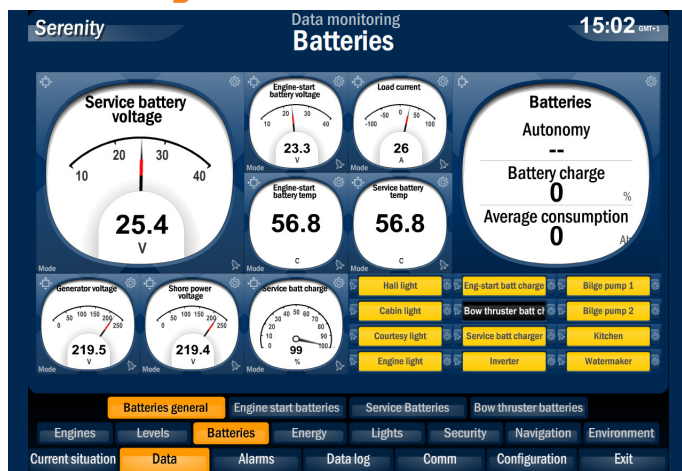 Serenity
Data monitoring
Batteries
15:02 GMT+1
Service battery
voltage
10
20
30
40
25.4
V
Mode
Engine-start
battery voltage
10
20
30
40
23.3
V
Mode
Load current
-100
-50
0
50
100
26
A
Mode
Batteries
Autonomy
--
Battery charge
0
%
Average consumption
0
Ah
Engine-start
battery temp
56.8
C
Service battery
temp
56.8
C
Generator voltage
0
50
100
150
200
250
219.5
V
Mode
Shore power
voltage
0
50
100
150
200
250
219.4
V
Mode
Service batt charge
0
10
20
30
40
50
60
70
80
90
100
99
%
Mode
Hall light
Eng-start batt charge
Bilge pump 1
Cabin light
Bow thruster batt ch
Bilge pump 2
Courtesy light
Service batt charger
Kitchen
Engine light
Inverter
Watermaker
Batteries general
Engine start batteries
Service Batteries
Bow thruster batteries
Engines
Levels
Batteries
Energy
Lights
Security
Navigation
Environment
Current situation
Data
Alarms
Data log
Comm
Configuration
Exit